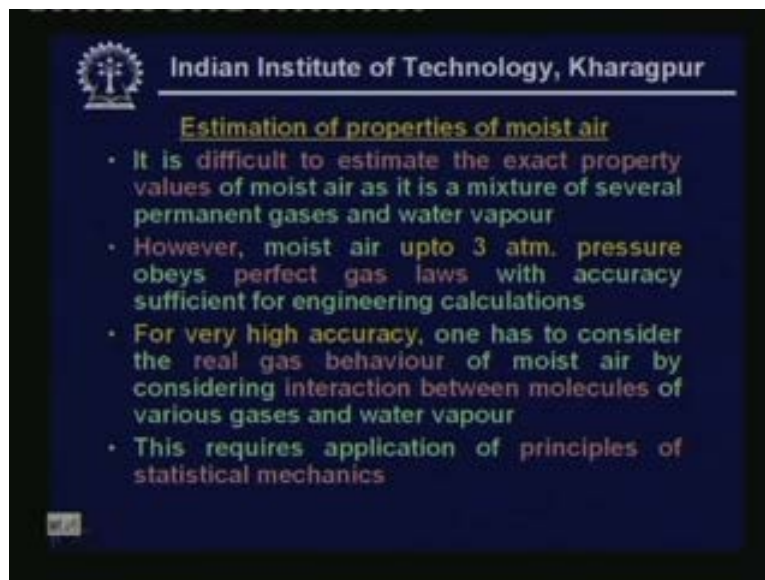 Indian Institute of Technology, Kharagpur
Estimation of properties of moist air
• It is difficult to estimate the exact property
values of moist air as it is a mixture of several
permanent gases and water vapour
• However, moist air upto 3 atm. pressure
obeys perfect gas laws with accuracy
sufficient for engineering calculations
• For very high accuracy, one has to consider
the real gas behaviour of moist air by
considering interaction between molecules of
various gases and water vapour
• This requires application of principles of
statistical mechanics